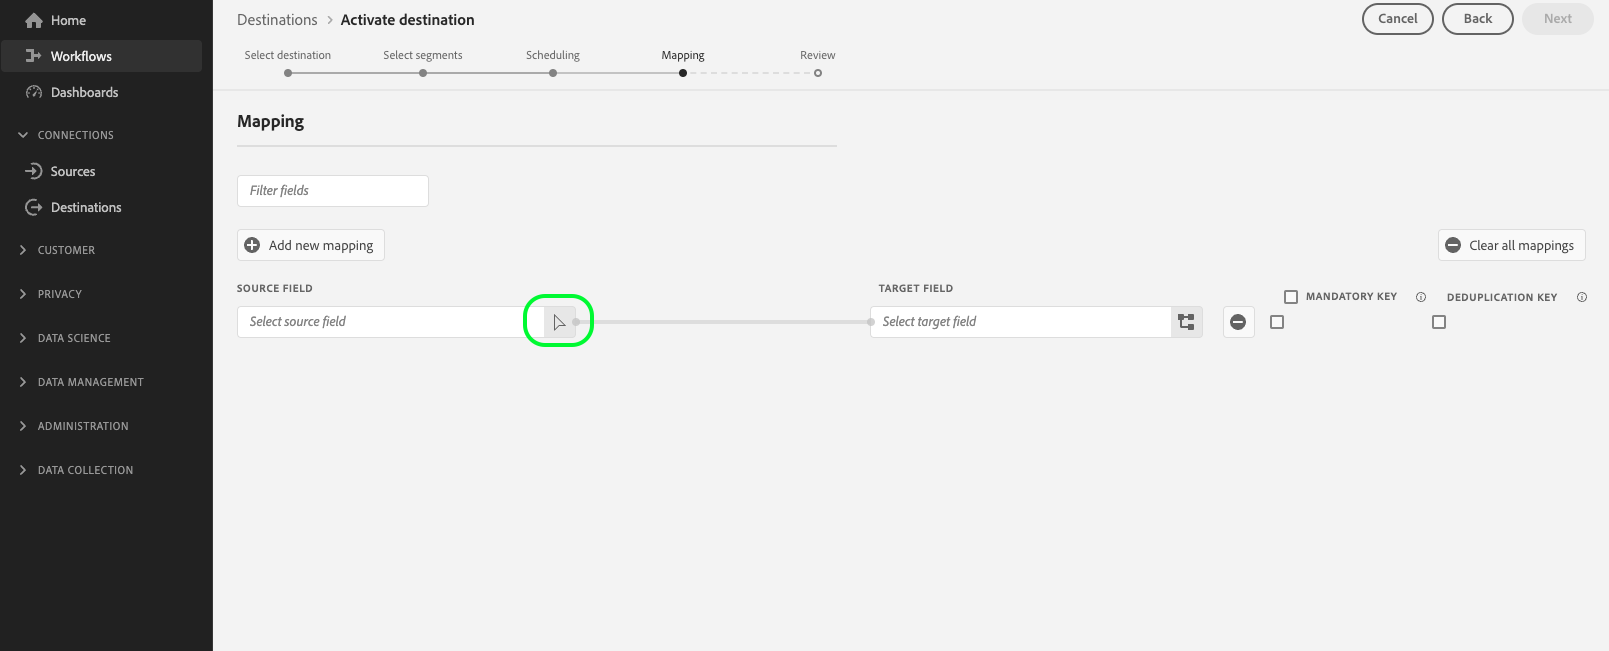 Home
Workflows
Dashboards
CONNECTIONS
Sources
Destinations
CUSTOMER
PRIVACY
DATA SCIENCE
DATA MANAGEMENT
ADMINISTRATION
DATA COLLECTION
Destinations > Activate destination
Cancel
Back
Next
Select destination
Select segments
Scheduling
Mapping
Review
Mapping
Filter fields
Add new mapping
Clear all mappings
SOURCE FIELD
TARGET FIELD
MANDATORY KEY
DEDUPLICATION KEY
Select source field
Select target field